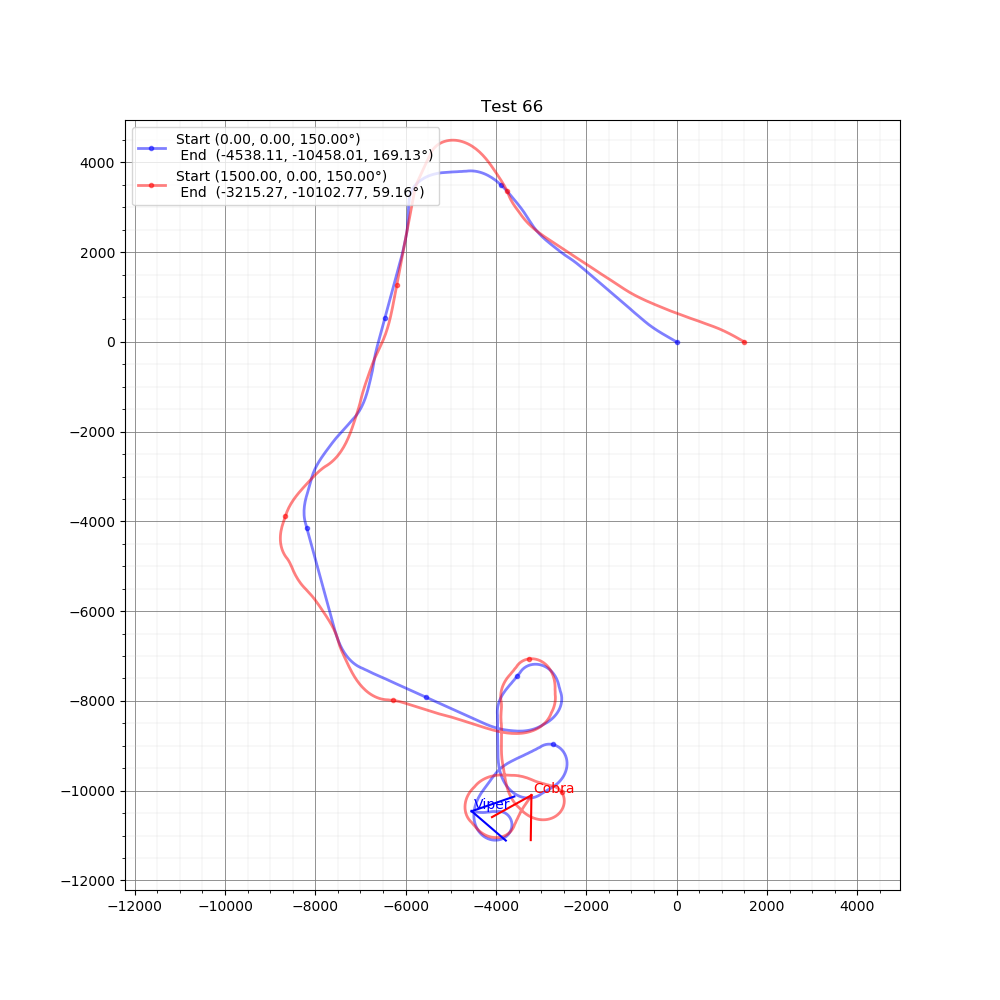 Test 66
Start (0.00, 0.00, 150.00°)
End (-4538.11, -10458.01, 169.13°)
Start (1500.00, 0.00, 150.00°)
End (-3215.27, -10102.77, 59.16°)
4000
2000
0
−2000
−4000
−6000
−8000
−10000
−12000
Cobra
Viper
−12000 −10000 −8000 −6000 −4000 −2000 0 2000 4000